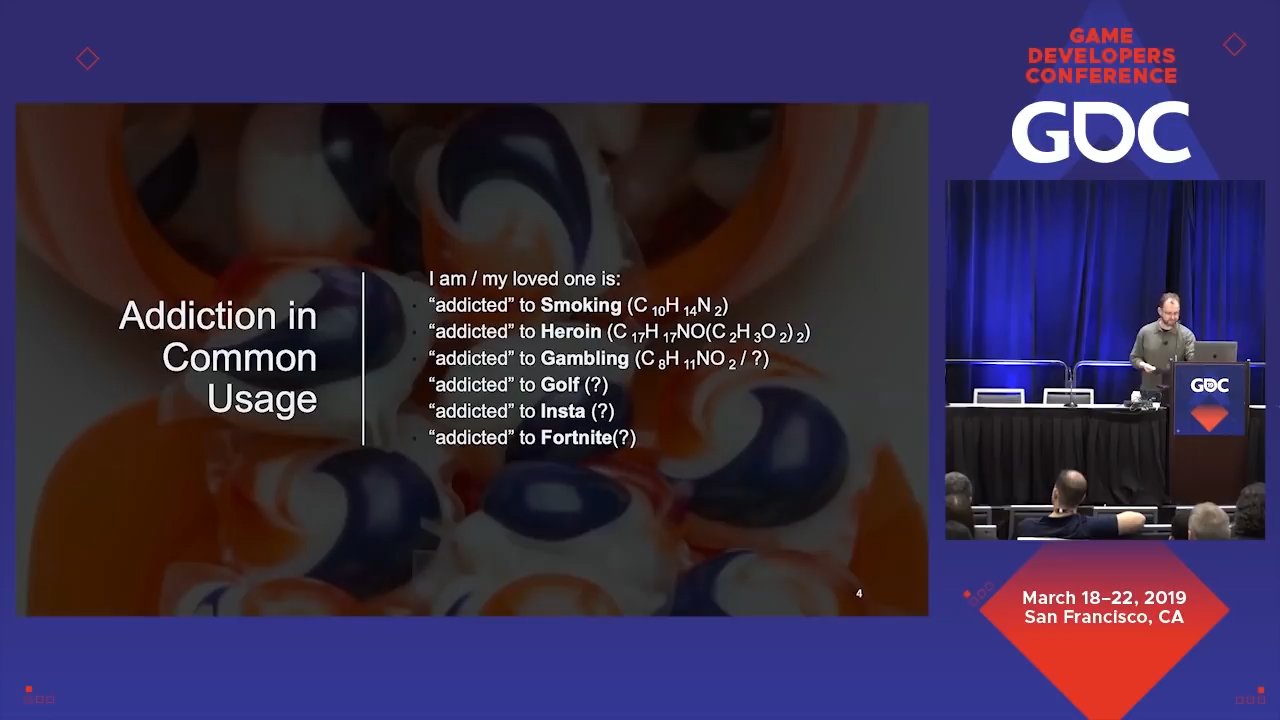 GAME
DEVELOPERS
CONFERENCE
GDC
Addiction in
Common
Usage
I am / my loved one is:
“addicted” to Smoking (C 10H 14N 2)
“addicted” to Heroin (C 17H 17NO(C 2H 3O 2) 2)
“addicted” to Gambling (C 8H 11NO 2 / ?)
“addicted” to Golf (?)
“addicted” to Insta (?)
“addicted” to Fortnite(?)
4
GDC
March 18–22, 2019
San Francisco, CA